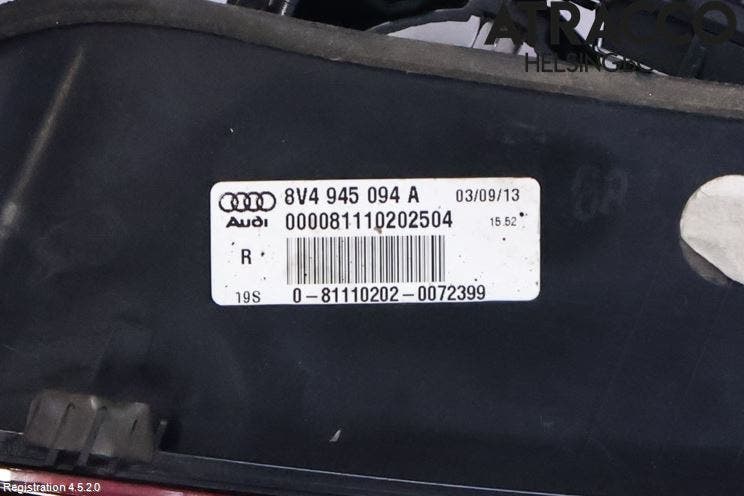 ATRACCO
HELSINGBO
8V4 945 094 A 03/09/13
Audi 000081110202504 15.52
R
19S 0-81110202-0072399
Registration 4.5.2.0